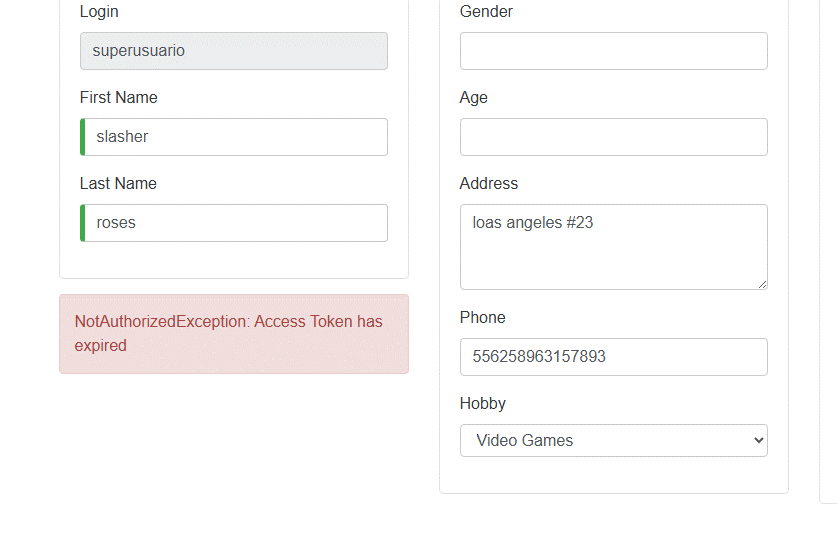 Login
superusuario
First Name
slasher
Last Name
roses
NotAuthorizedException: Access Token has
expired
Gender
Age
Address
loas angeles #23
Phone
556258963157893
Hobby
Video Games